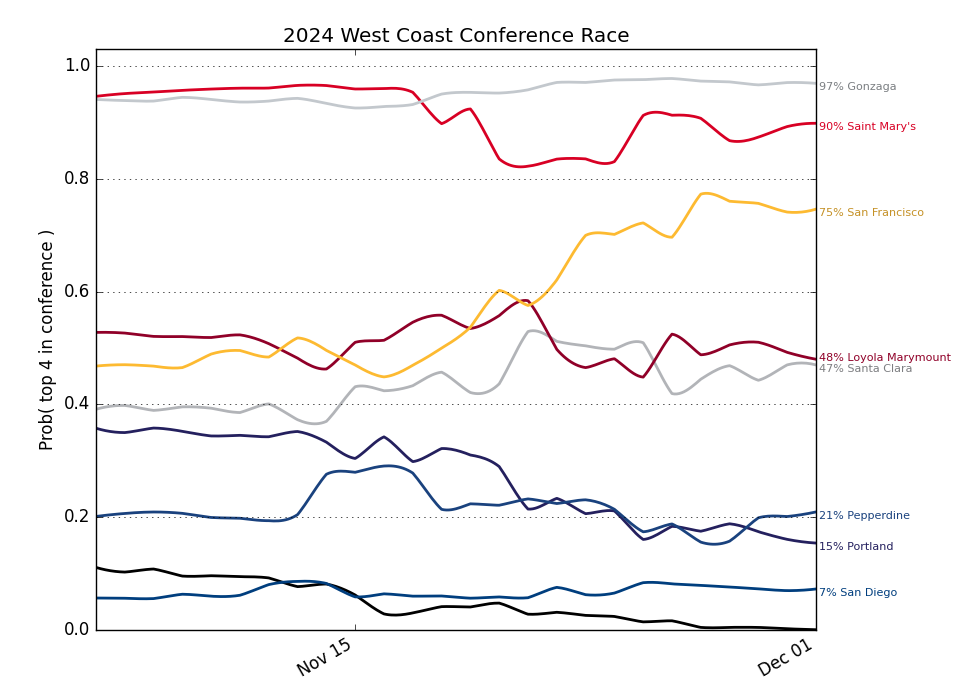 2024 West Coast Conference Race
Prob( top 4 in conference )
1.0
0.8
0.6
0.4
0.2
0.0
Nov 15
Dec 01
97% Gonzaga
90% Saint Mary's
75% San Francisco
48% Loyola Marymount
47% Santa Clara
21% Pepperdine
15% Portland
7% San Diego